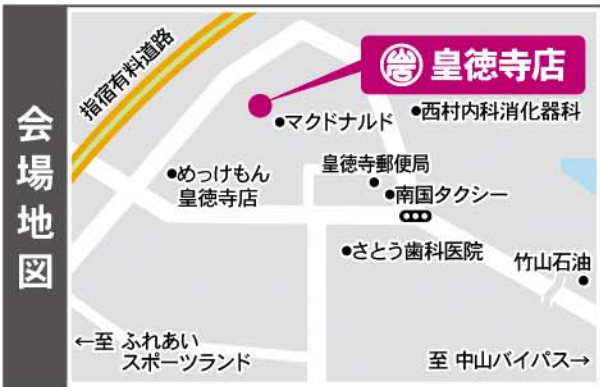 会場地図
指宿有料道路
皇徳寺店
マクドナルド
西村内科消化器科
めっけもん
皇徳寺店
皇徳寺郵便局
南国タクシー
さとう歯科医院
竹山石油
←至 ふれあい
スポーツランド
至 中山バイパス→